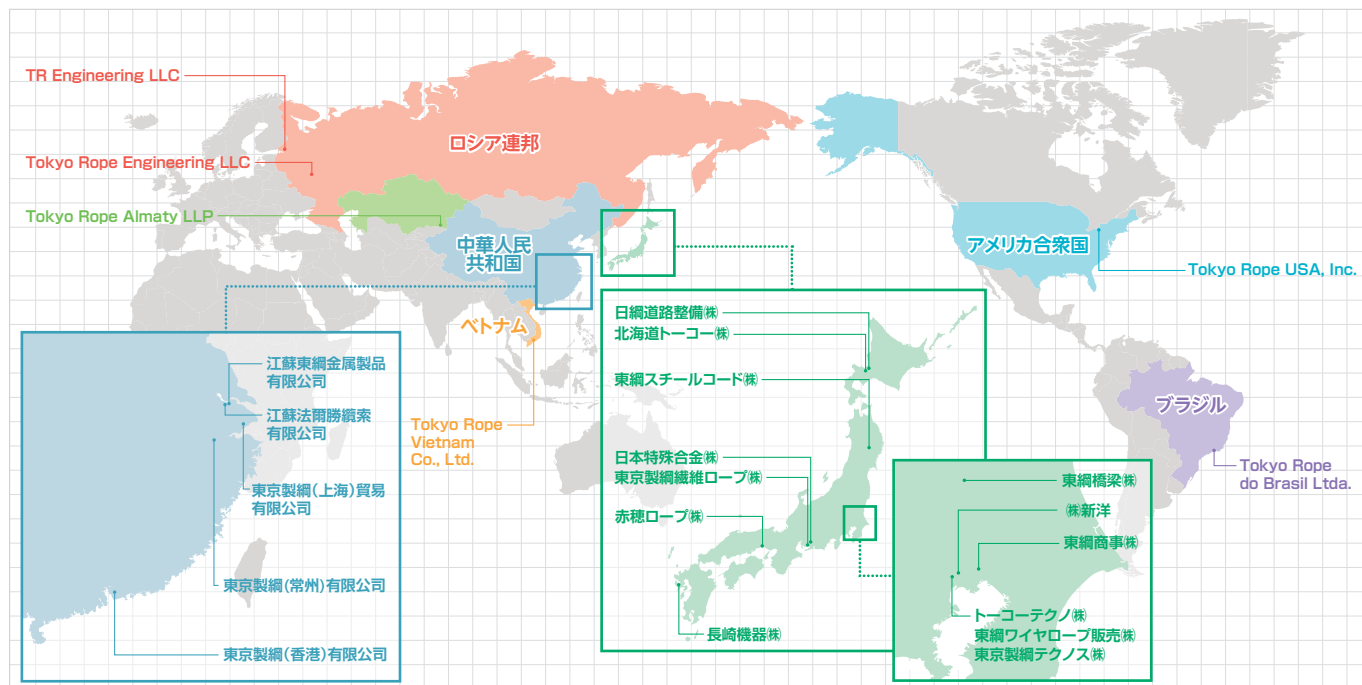 TR Engineering LLC
ロシア連邦
Tokyo Rope Engineering LLC
Tokyo Rope Almaty LLP
中華人民
共和国
アメリカ合衆国
Tokyo Rope USA, Inc.
ベトナム
Tokyo Rope
Vietnam
Co., Ltd.
ブラジル
Tokyo Rope
do Brasil Ltda.
江蘇東綱金属製品
有限公司
江蘇法爾勝纜索
有限公司
東京製綱(上海)貿易
有限公司
東京製綱(常州)有限公司
東京製綱(香港)有限公司
日綱道路整備㈱
北海道トーコー㈱
東綱スチールコード㈱
日本特殊合金㈱
東京製綱繊維ロープ㈱
赤穂ロープ㈱
長崎機器㈱
東綱橋梁㈱
㈱新洋
東綱商事㈱
トーコーテクノ㈱
東綱ワイヤロープ販売㈱
東京製綱テクノス㈱